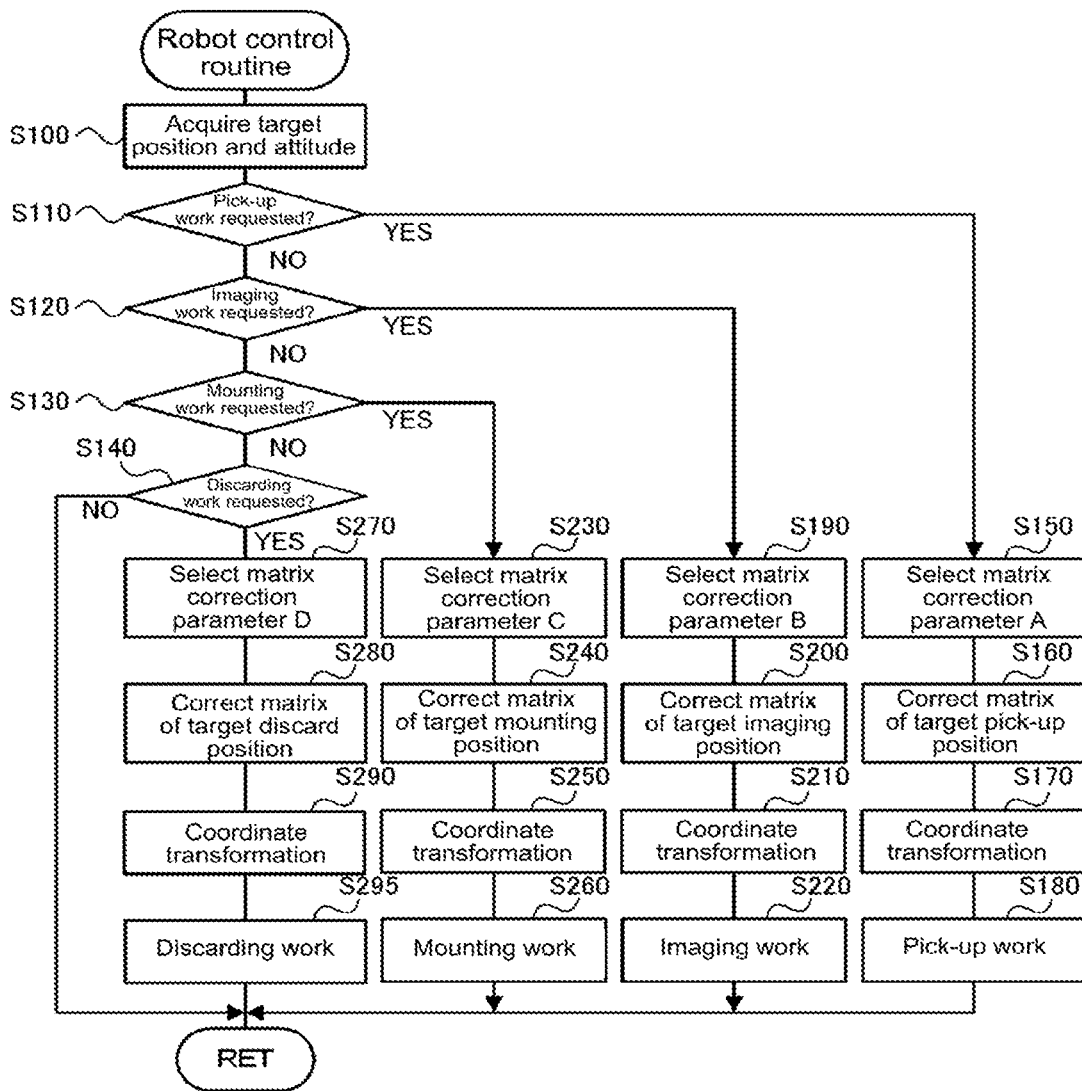 Robot control
routine
S100
Acquire target
position and attitude
S110
Pick-up
work requested?
YES
NO
S120
Imaging
work requested?
YES
NO
S130
Mounting
work requested?
YES
NO
S140
Discarding
work requested?
NO
YES
S270
S230
S190
S150
Select matrix
correction
parameter D
Select matrix
correction
parameter C
Select matrix
correction
parameter B
Select matrix
correction
parameter A
S280
S240
S200
S160
Correct matrix
of target discard
position
Correct matrix
of target mounting
position
Correct matrix
of target imaging
position
Correct matrix
of target pick-up
position
S290
S250
S210
S170
Coordinate
transformation
Coordinate
transformation
Coordinate
transformation
Coordinate
transformation
S295
S260
S220
S180
Discarding work
Mounting work
Imaging work
Pick-up work
RET